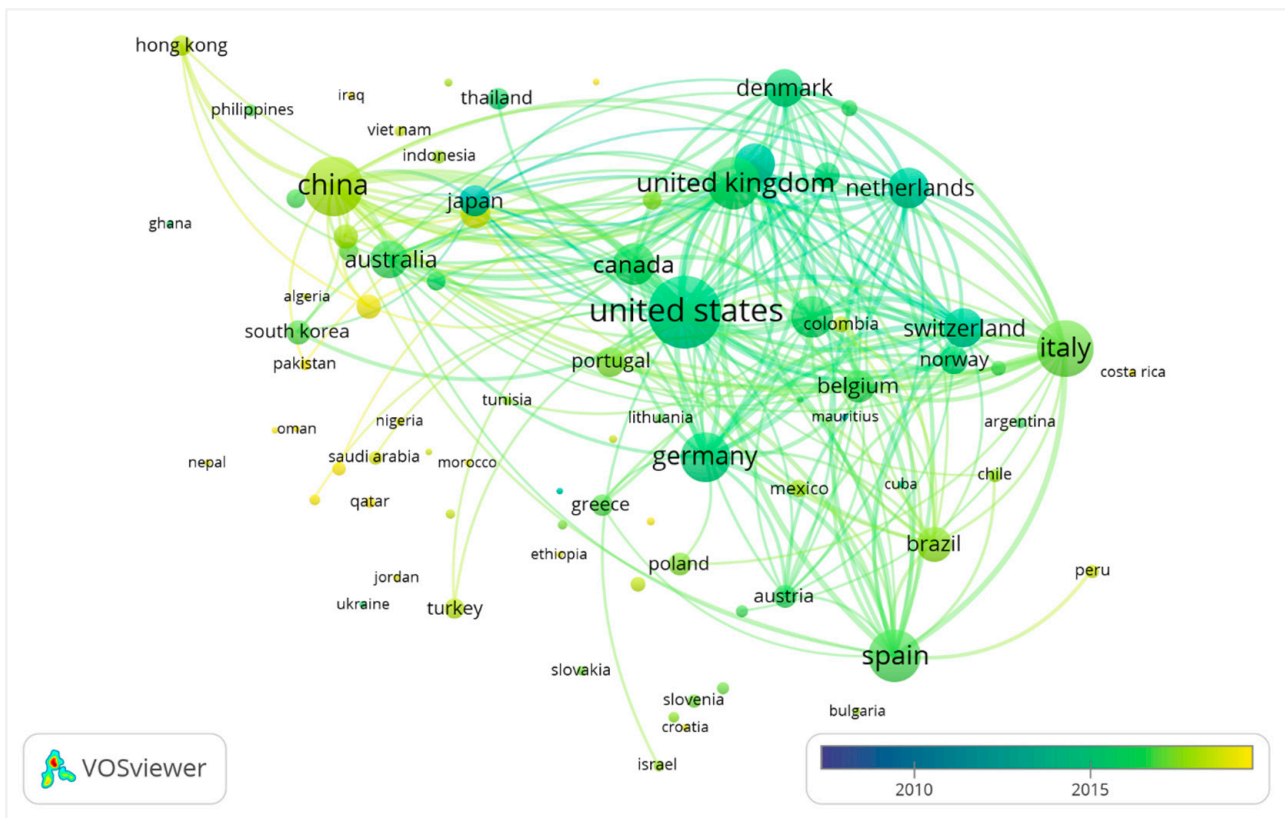 hong kong
denmark
iraq
thailand
philippines
viet nam
indonesia
china
united kingdom
netherlands
japan
ghana
australia
canada
algeria
united states
colombia
switzerland
south korea
italy
portugal
norway
pakistan
costa rica
belgium
tunisia
lithuania
mauritius
argentina
oman
nigeria
nepal
saudi arabia
morocco
germany
chile
cuba
mexico
qatar
greece
brazil
ethiopia
poland
peru
jordan
ukraine
turkey
austria
spain
slovakia
slovenia
bulgaria
croatia
israel
VOSviewer
2010
2015